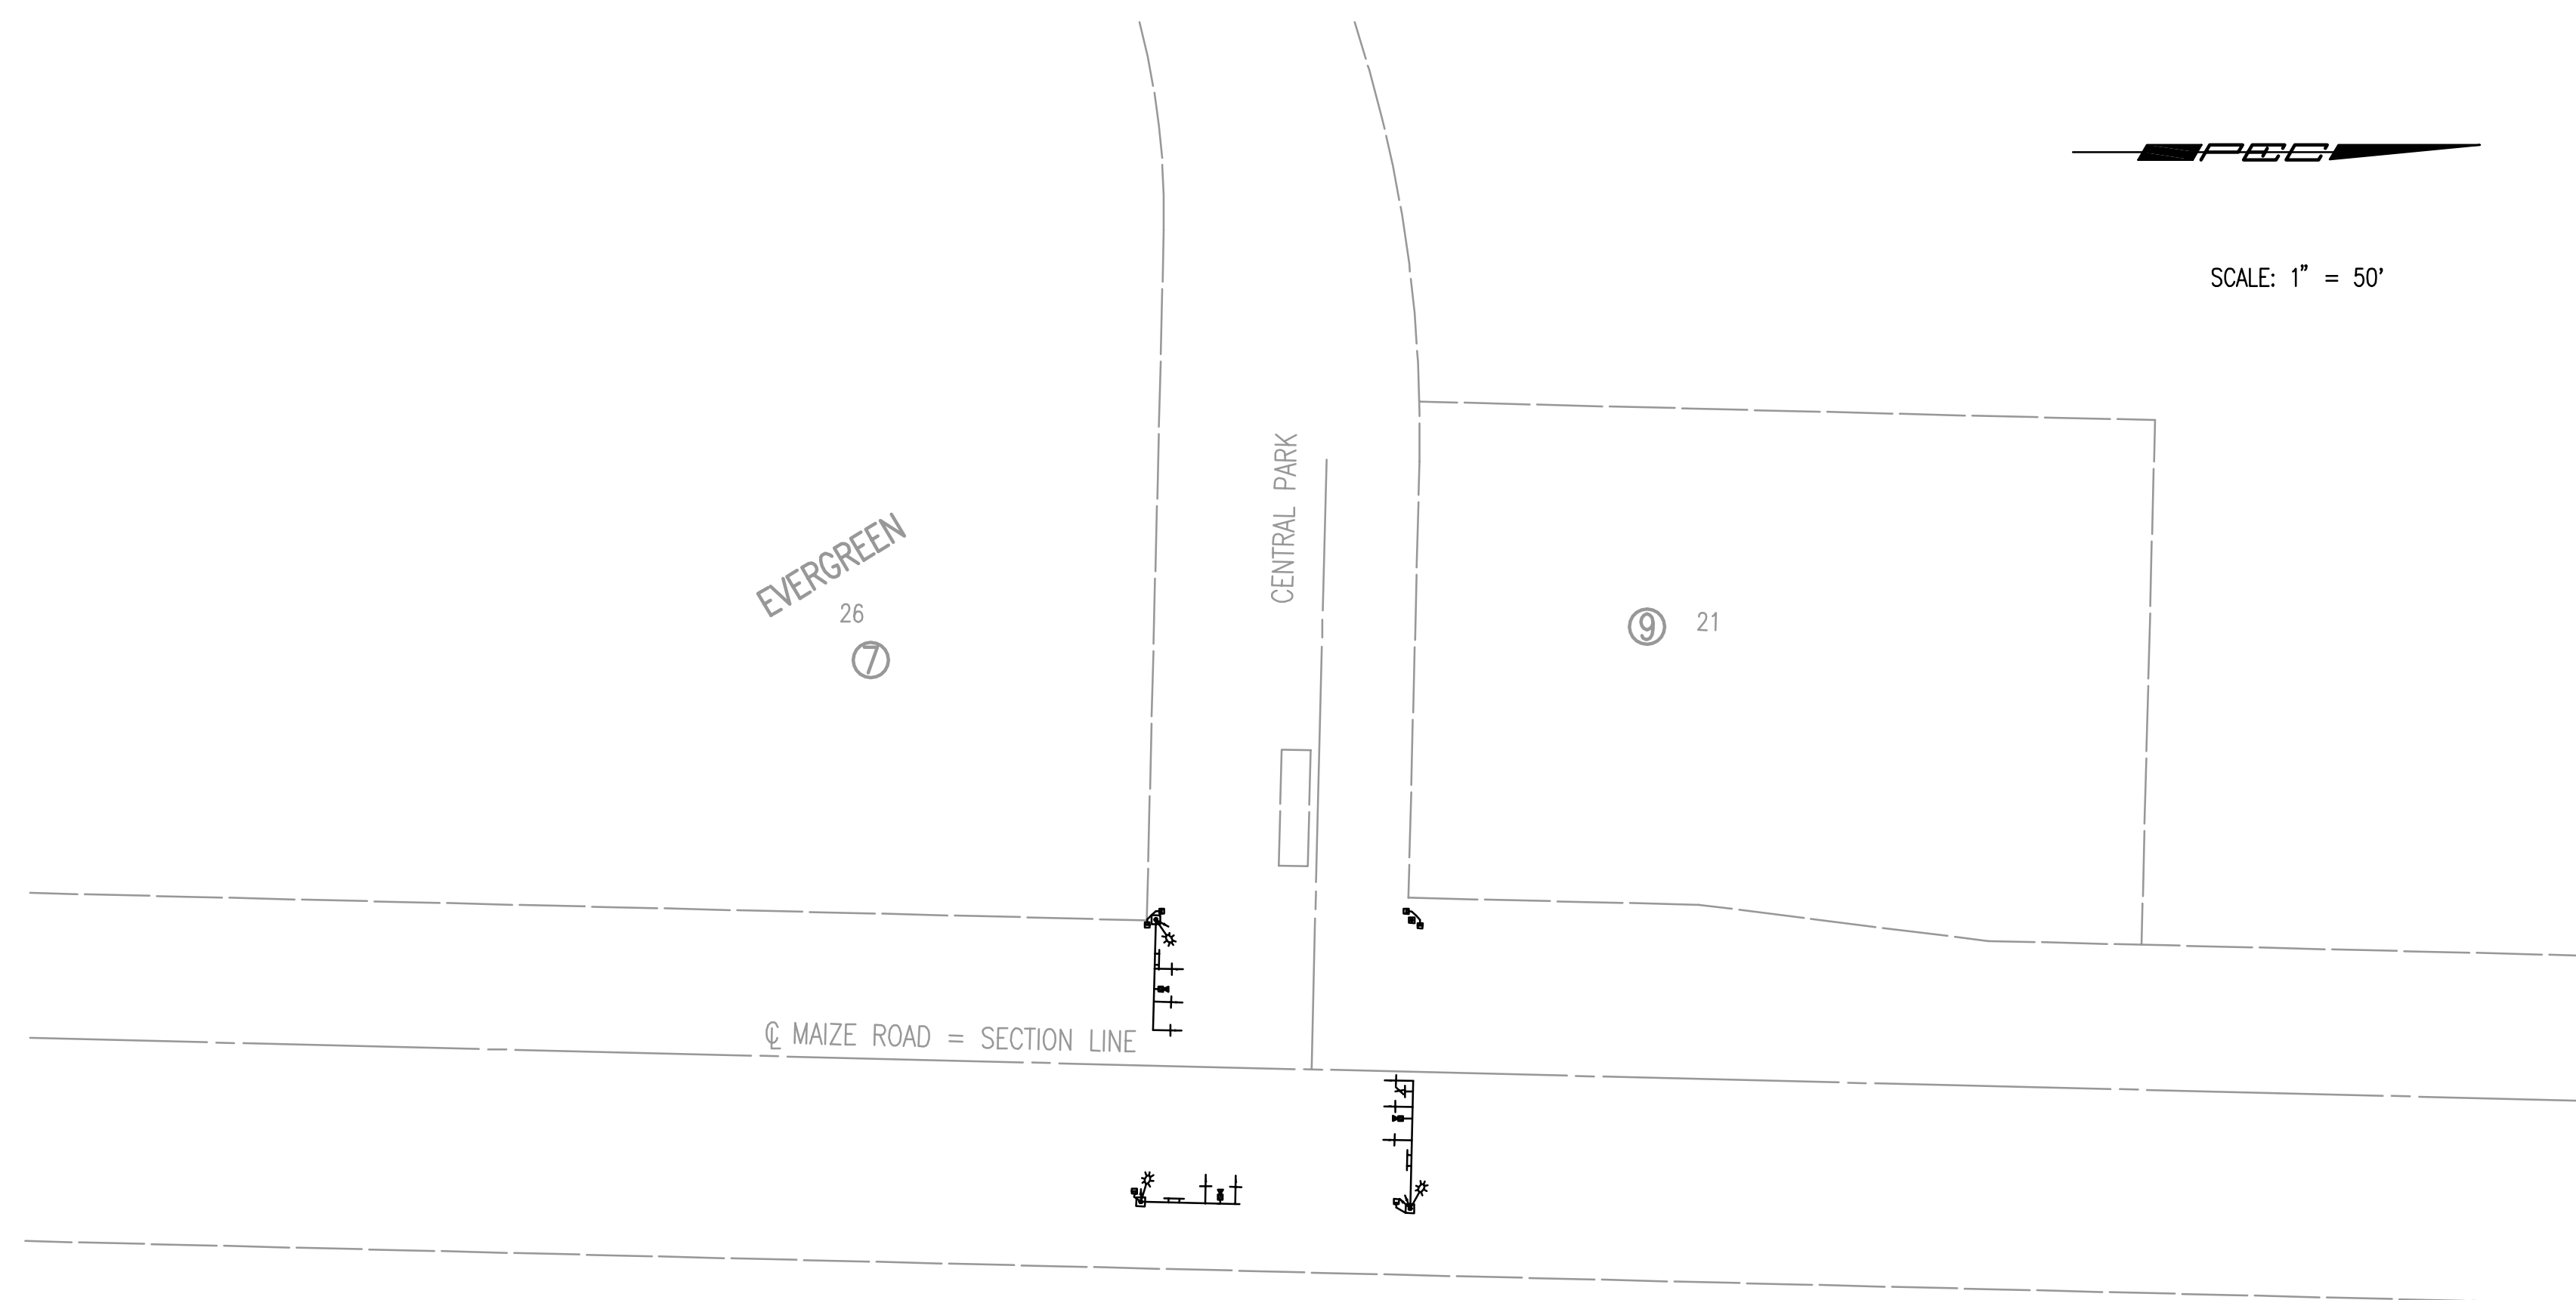 PEC
SCALE: 1" = 50'
CENTRAL PARK
EVERGREEN
26
7
9 21
℄ MAIZE ROAD = SECTION LINE